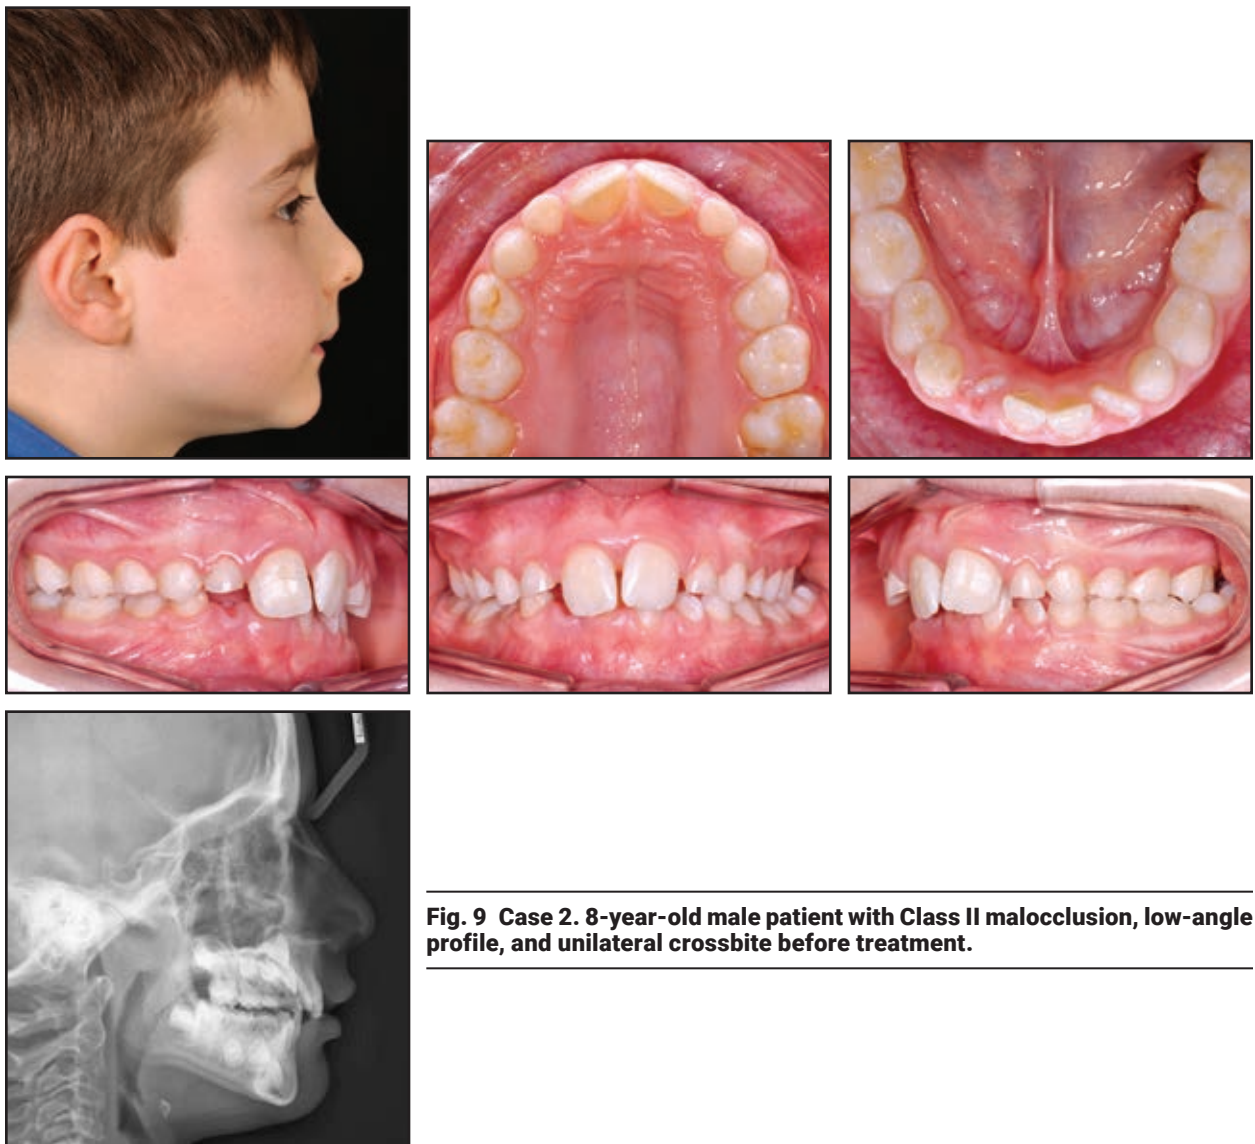 Fig. 9 Case 2. 8-year-old male patient with Class II malocclusion, low-angle
profile, and unilateral crossbite before treatment.